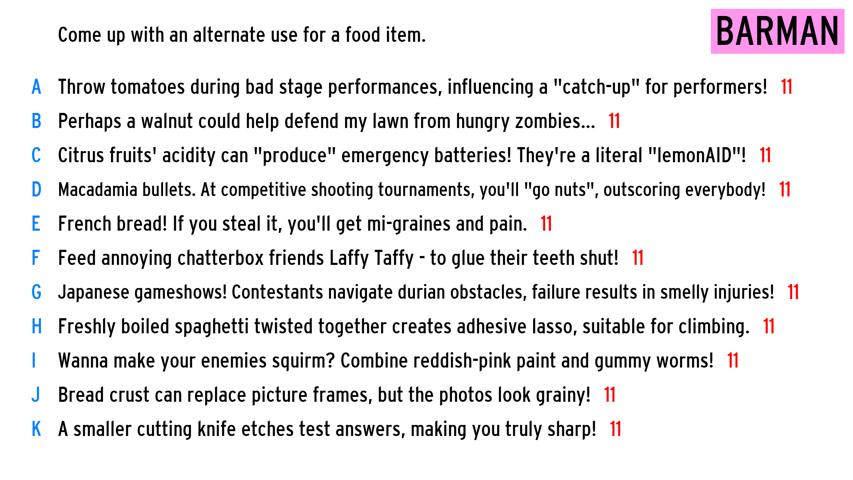 Come up with an alternate use for a food item.
BARMAN
A Throw tomatoes during bad stage performances, influencing a "catch-up" for performers! 11
B Perhaps a walnut could help defend my lawn from hungry zombies... 11
C Citrus fruits' acidity can "produce" emergency batteries! They're a literal "lemonAID"! 11
D Macadamia bullets. At competitive shooting tournaments, you'll "go nuts", outscoring everybody! 11
E French bread! If you steal it, you'll get mi-graines and pain. 11
F Feed annoying chatterbox friends Laffy Taffy - to glue their teeth shut! 11
G Japanese gameshows! Contestants navigate durian obstacles, failure results in smelly injuries! 11
H Freshly boiled spaghetti twisted together creates adhesive lasso, suitable for climbing. 11
I Wanna make your enemies squirm? Combine reddish-pink paint and gummy worms! 11
J Bread crust can replace picture frames, but the photos look grainy! 11
K A smaller cutting knife etches test answers, making you truly sharp! 11